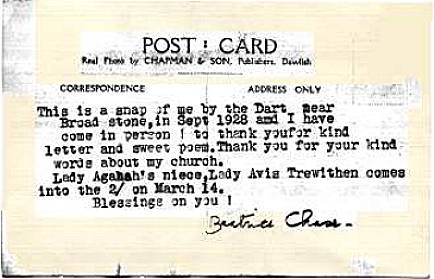 POST : CARD
Real Photo by CHAPMAN & SON, Publishers, Dawlish
CORRESPONDENCE ADDRESS ONLY
This is a snap of me by the Dart near
Broad stone,in Sept 1928 and I have
come in person ! to thank youfor kind
letter and sweet poem.Thank you for your kind
words about my church.
Lady Agahah's niece,Lady Avis Trewithen comes
into the 2/ on March 14.
Blessings on you !
Beatrice Chase -